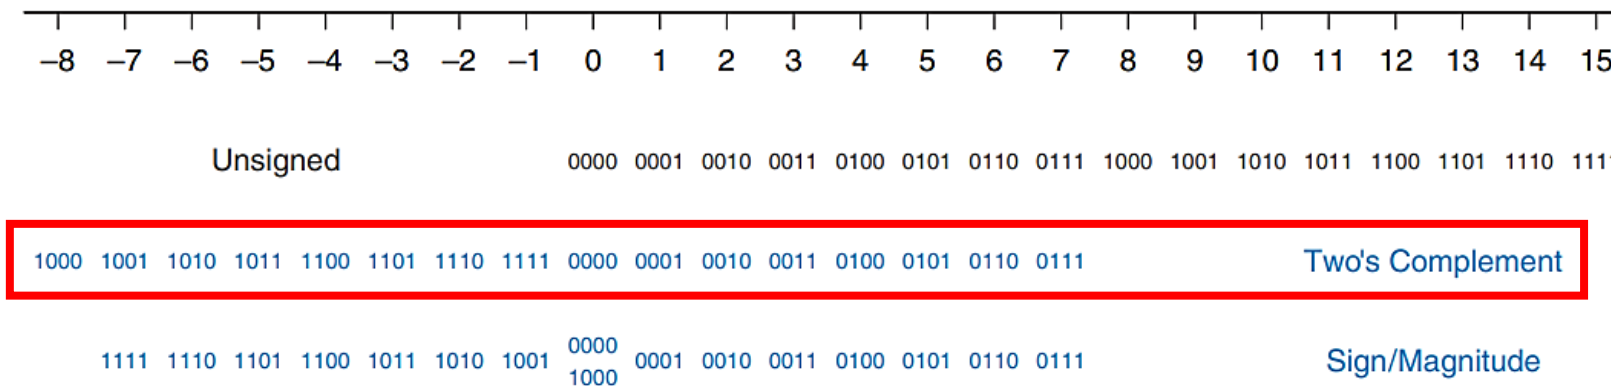 –8 –7 –6 –5 –4 –3 –2 –1 0 1 2 3 4 5 6 7 8 9 10 11 12 13 14 15
Unsigned 0000 0001 0010 0011 0100 0101 0110 0111 1000 1001 1010 1011 1100 1101 1110
1000 1001 1010 1011 1100 1101 1110 1111 0000 0001 0010 0011 0100 0101 0110 0111 Two's Complement
1111 1110 1101 1100 1011 1010 1001 0000 0001 0010 0011 0100 0101 0110 0111 Sign/Magnitude
1000